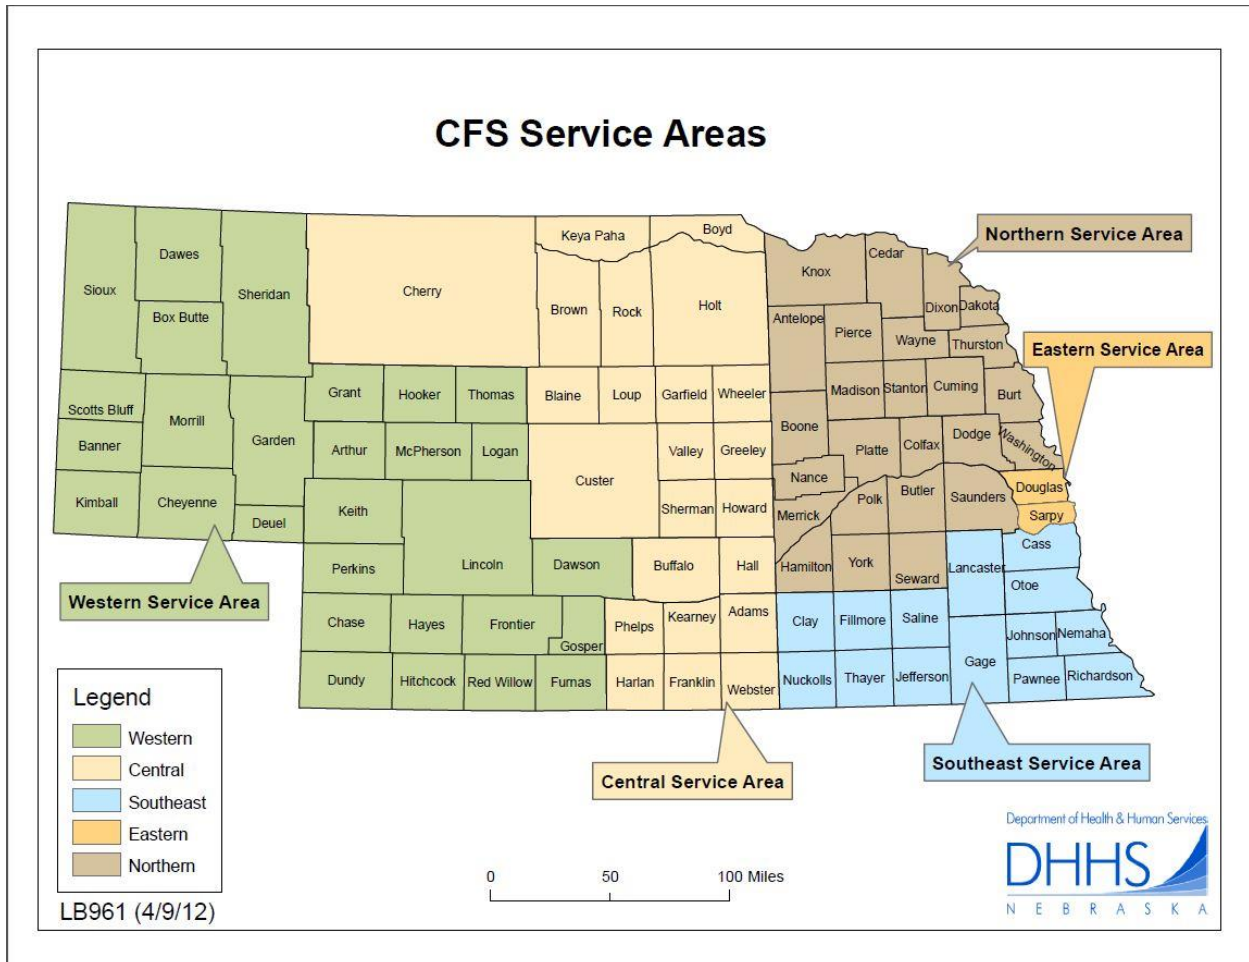 CFS Service Areas
Keya Paha
Boyd
Northern Service Area
Sioux
Dawes
Sheridan
Cherry
Brown
Rock
Holt
Knox
Cedar
Dixon
Dakota
Box Butte
Antelope
Pierce
Wayne
Thurston
Eastern Service Area
Scotts Bluff
Morrill
Garden
Grant
Hooker
Thomas
Blaine
Loup
Garfield
Wheeler
Madison
Stanton
Cuming
Burt
Banner
Arthur
McPherson
Logan
Custer
Valley
Greeley
Boone
Platte
Colfax
Dodge
Washington
Kimball
Cheyenne
Deuel
Keith
Sherman
Howard
Nance
Merrick
Polk
Butler
Saunders
Douglas
Sarpy
Perkins
Lincoln
Dawson
Buffalo
Hall
Hamilton
York
Seward
Lancaster
Cass
Otoe
Western Service Area
Chase
Hayes
Frontier
Gosper
Phelps
Kearney
Adams
Clay
Fillmore
Saline
Gage
Johnson
Nemaha
Dundy
Hitchcock
Red Willow
Furnas
Harlan
Franklin
Webster
Nuckolls
Thayer
Jefferson
Pawnee
Richardson
Central Service Area
Southeast Service Area
Legend
Western
Central
Southeast
Eastern
Northern
LB961 (4/9/12)
0 50 100 Miles
Department of Health & Human Services
DHHS
NEBRASKA